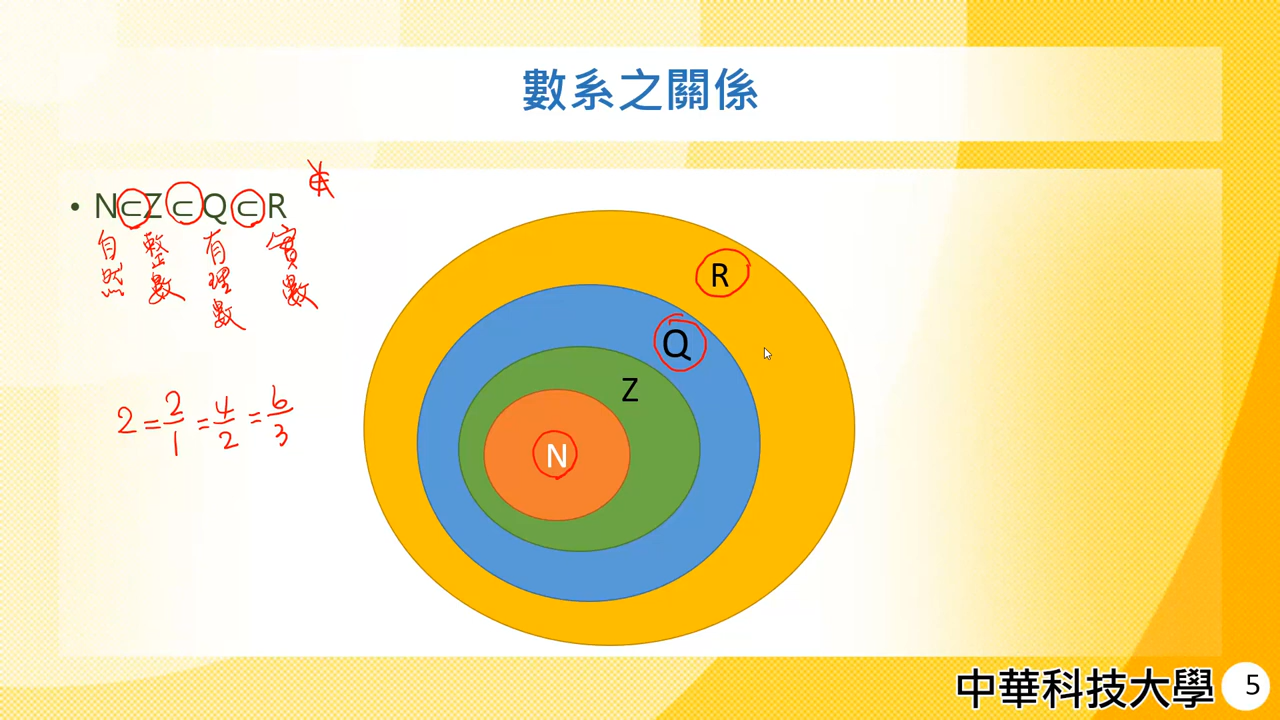 數系之關係
• N⊂Z⊂Q⊂R
自然 整數 有理數 實數
2=2/1=4/2=6/3
R
Q
Z
N
中華科技大學 5